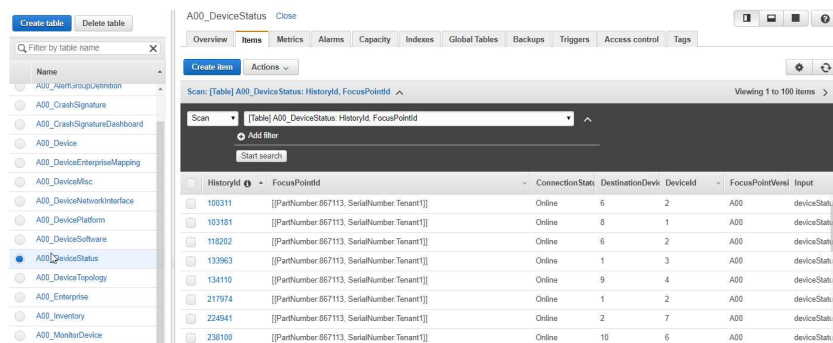 Create table Delete table
Filter by table name X
Name
A00_AlertGroupDefinition
A00_CrashSignature
A00_CrashSignatureDashboard
A00_Device
A00_DeviceEnterpriseMapping
A00_DeviceMisc
A00_DeviceNetworkInterface
A00_DevicePlatform
A00_DeviceSoftware
A00_DeviceStatus
A00_DeviceTopology
A00_Enterprise
A00_Inventory
A00_MonitorDevice
A00_DeviceStatus Close
Overview Items Metrics Alarms Capacity Indexes Global Tables Backups Triggers Access control Tags
Create item Actions
Scan: [Table] A00_DeviceStatus: HistoryId, FocusPointId Viewing 1 to 100 items
Scan [Table] A00_DeviceStatus: HistoryId, FocusPointId
Add filter
Start search
HistoryId FocusPointId ConnectionStatu DestinationDevic DeviceId FocusPointVersi Input
100311 [{PartNumber:867113, SerialNumber:Tenant1}] Online 6 2 A00 deviceStatu
103181 [{PartNumber:867113, SerialNumber:Tenant1}] Online 8 1 A00 deviceStatu
118202 [{PartNumber:867113, SerialNumber:Tenant1}] Online 6 2 A00 deviceStatu
133963 [{PartNumber:867113, SerialNumber:Tenant1}] Online 1 3 A00 deviceStatu
134110 [{PartNumber:867113, SerialNumber:Tenant1}] Online 9 4 A00 deviceStatu
217974 [{PartNumber:867113, SerialNumber:Tenant1}] Online 1 2 A00 deviceStatu
224941 [{PartNumber:867113, SerialNumber:Tenant1}] Online 2 7 A00 deviceStatu
238100 [{PartNumber:867113, SerialNumber:Tenant1}] Online 10 6 A00 deviceStatu